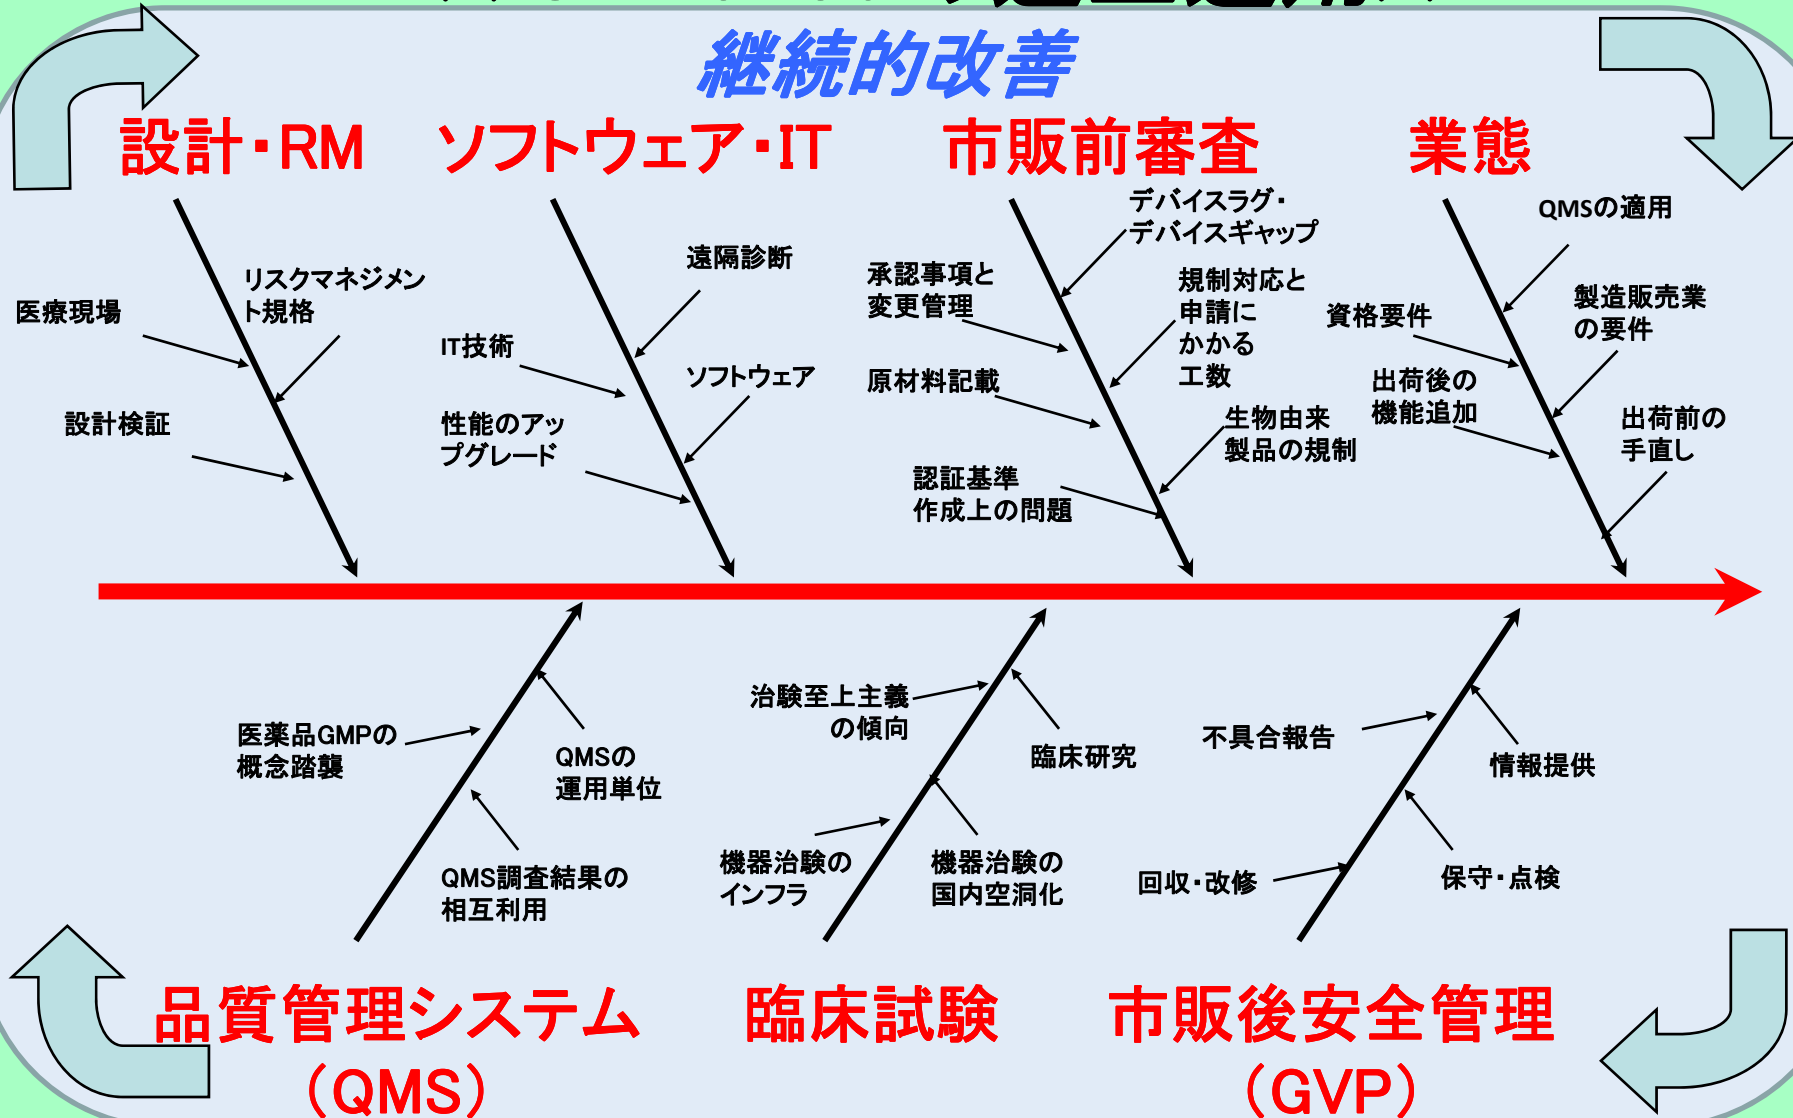 継続的改善
設計・RM
ソフトウェア・IT
市販前審査
業態
医療現場
リスクマネジメン
ト規格
設計検証
遠隔診断
IT技術
ソフトウェア
性能のアッ
プグレード
デバイスラグ・
デバイスギャップ
承認事項と
変更管理
規制対応と
申請に
かかる
工数
原材料記載
生物由来
製品の規制
認証基準
作成上の問題
QMSの適用
資格要件
製造販売業
の要件
出荷後の
機能追加
出荷前の
手直し
医薬品GMPの
概念踏襲
QMSの
運用単位
QMS調査結果の
相互利用
治験至上主義
の傾向
臨床研究
機器治験の
インフラ
機器治験の
国内空洞化
不具合報告
情報提供
回収・改修
保守・点検
品質管理システム
（QMS）
臨床試験
市販後安全管理
（GVP）